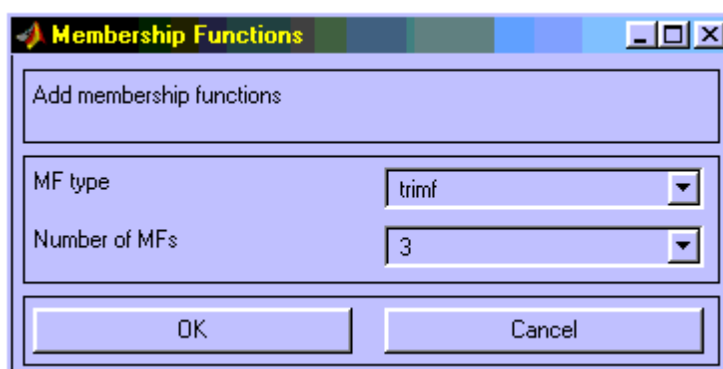 Membership Functions
Add membership functions
MF type
trimf
Number of MFs
3
OK
Cancel